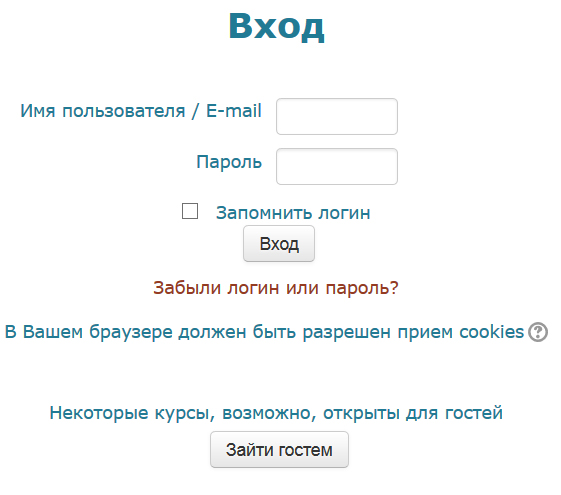 Вход
Имя пользователя / E-mail
Пароль
Запомнить логин
Вход
Забыли логин или пароль?
В Вашем браузере должен быть разрешен прием cookies ?
Некоторые курсы, возможно, открыты для гостей
Зайти гостем